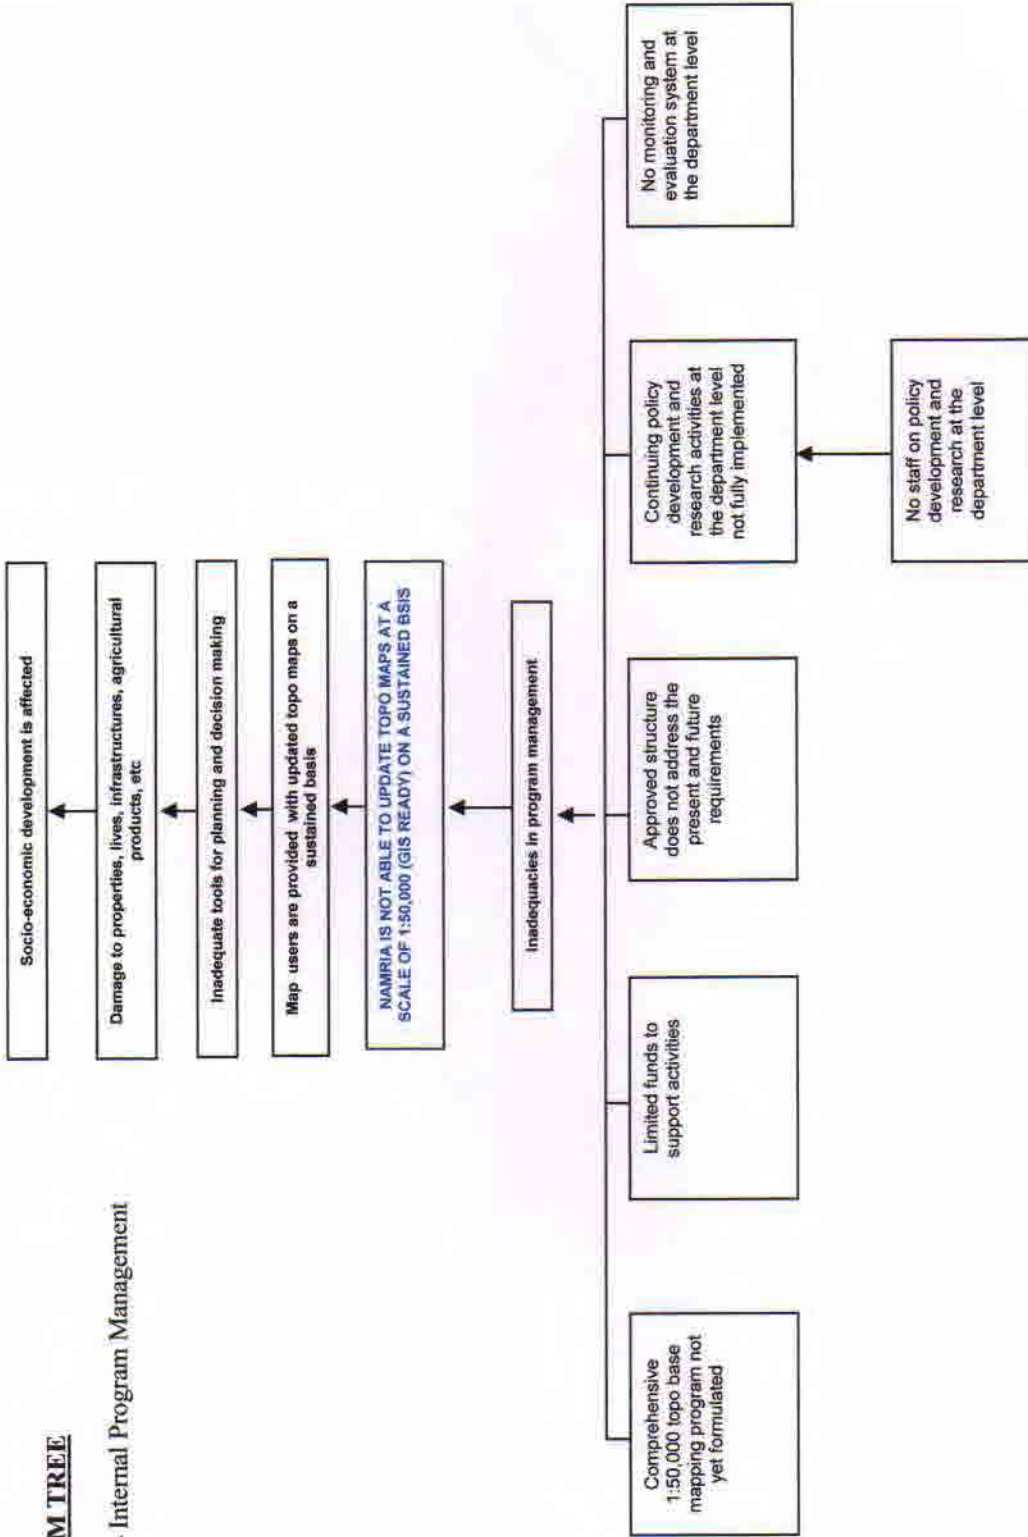 M TREE
Internal Program Management
Socio-economic development is affected
Damage to properties, lives, infrastructures, agricultural
products, etc
Inadequate tools for planning and decision making
Map users are provided with updated topo maps on a
sustained basis
NAMRIA IS NOT ABLE TO UPDATE TOPO MAPS AT A
SCALE OF 1:50,000 (GIS READY) ON A SUSTAINED BSIS
Inadequacies in program management
Comprehensive
1:50,000 topo base
mapping program not
yet formulated
Limited funds to
support activities
Approved structure
does not address the
present and future
requirements
Continuing policy
development and
research activities at
the department level
not fully implemented
No monitoring and
evaluation system at
the department level
No staff on policy
development and
research at the
department level